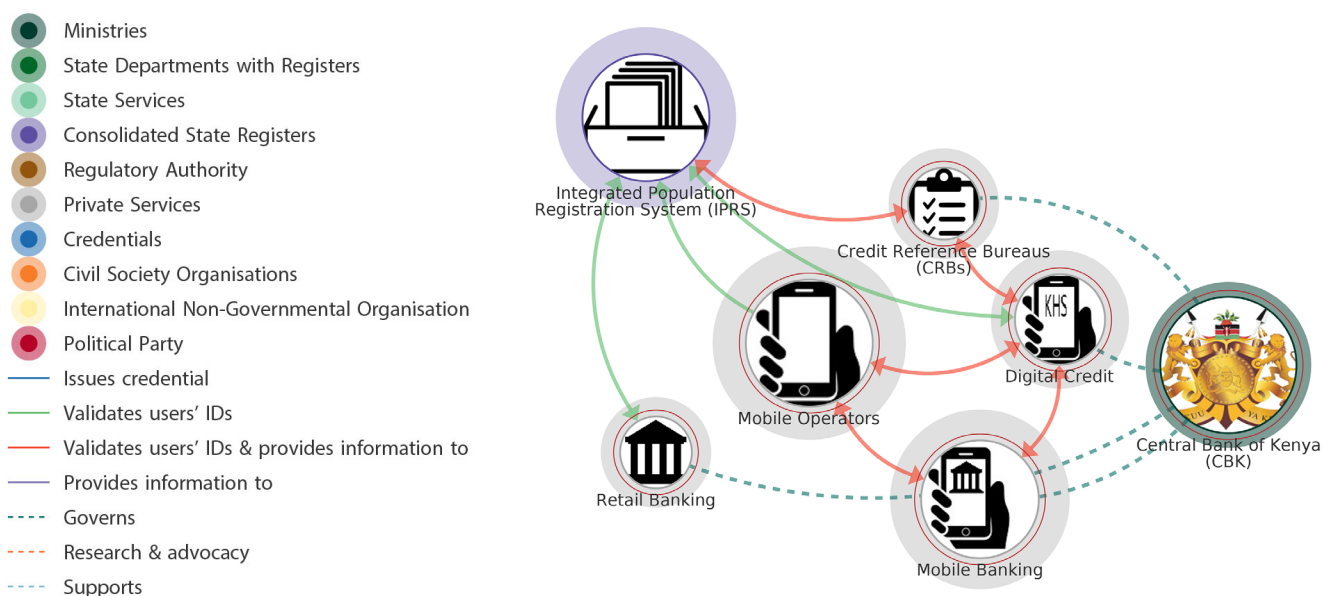 Ministries
State Departments with Registers
State Services
Consolidated State Registers
Regulatory Authority
Private Services
Credentials
Civil Society Organisations
International Non-Governmental Organisation
Political Party
Issues credential
Validates users’ IDs
Validates users’ IDs & provides information to
Provides information to
Governs
Research & advocacy
Supports
Integrated Population
Registration System (IPRS)
Credit Reference Bureaus
(CRBs)
KHS
Digital Credit
Mobile Operators
Central Bank of Kenya
(CBK)
Retail Banking
Mobile Banking